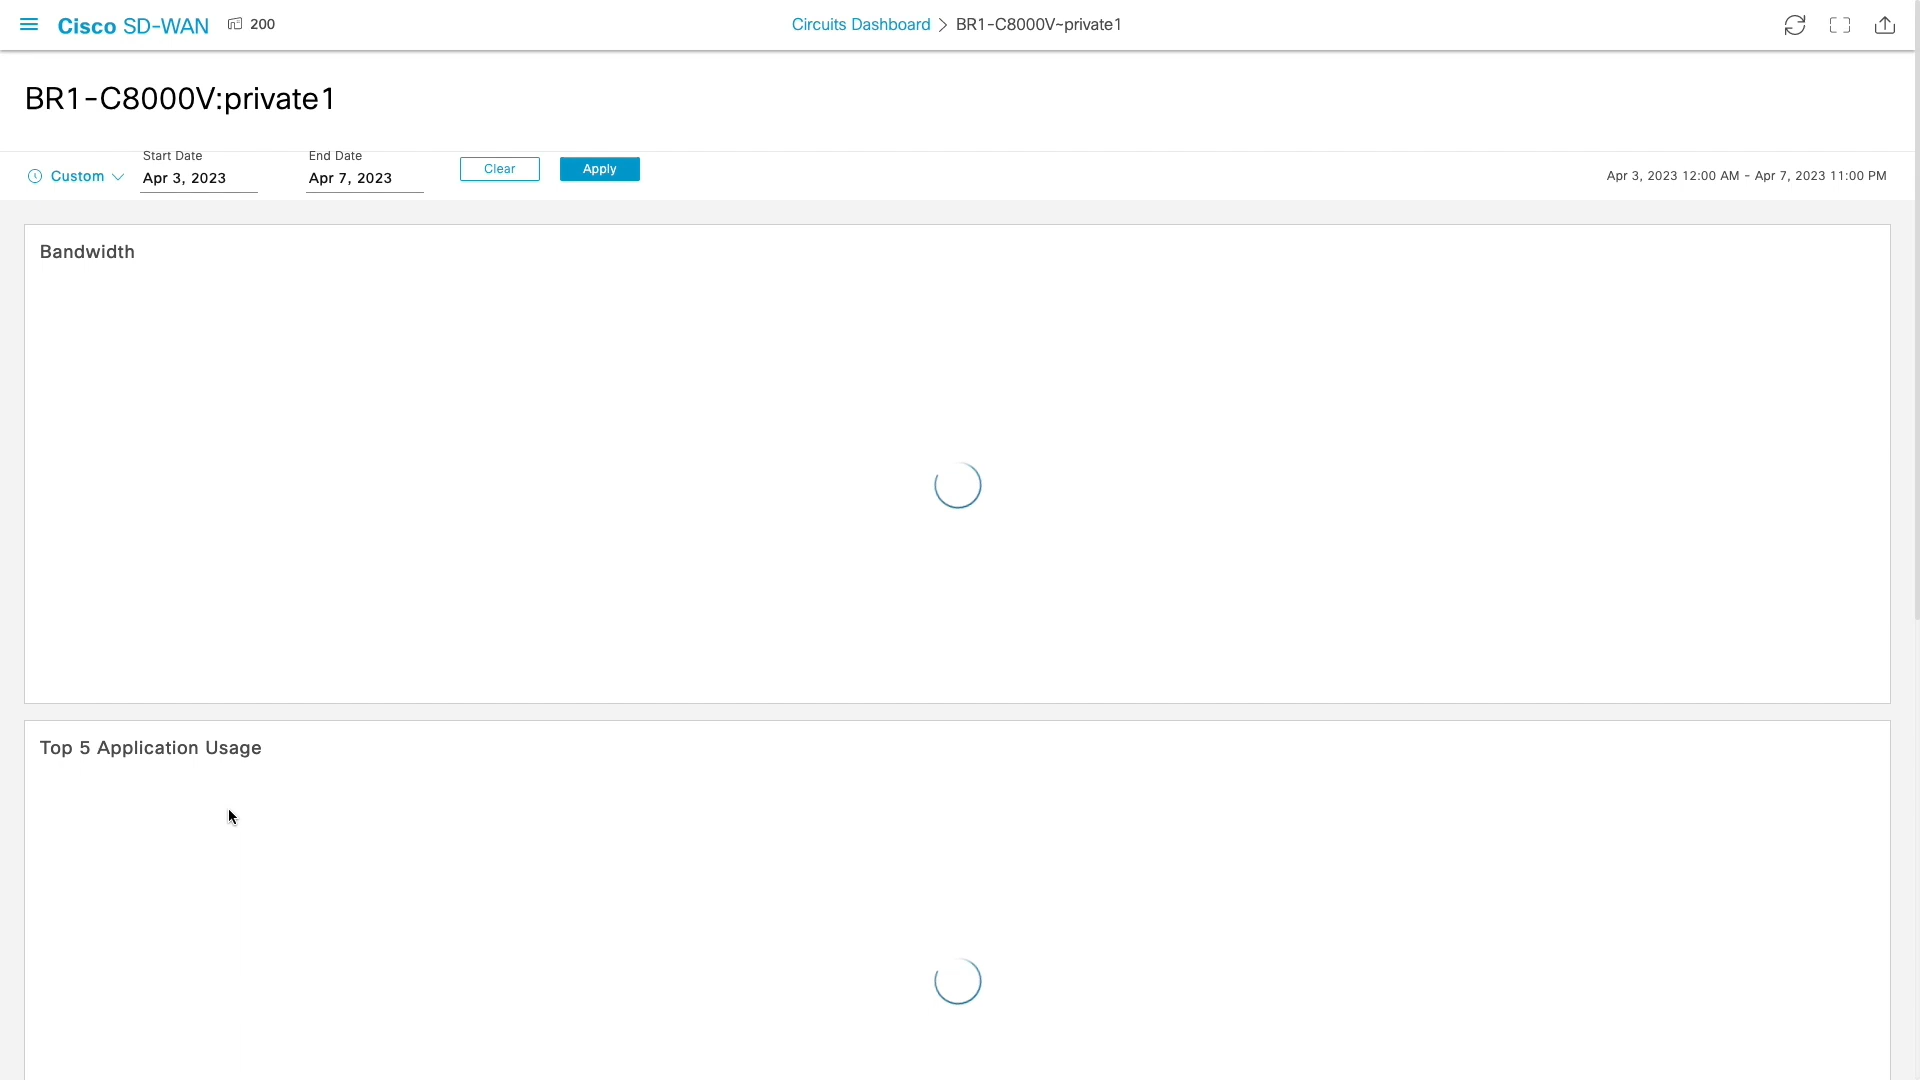 Cisco SD-WAN 200 Circuits Dashboard > BR1-C8000V~private1
BR1-C8000V:private1
Custom
Start Date
Apr 3, 2023
End Date
Apr 7, 2023
Clear
Apply
Apr 3, 2023 12:00 AM - Apr 7, 2023 11:00 PM
Bandwidth
Top 5 Application Usage